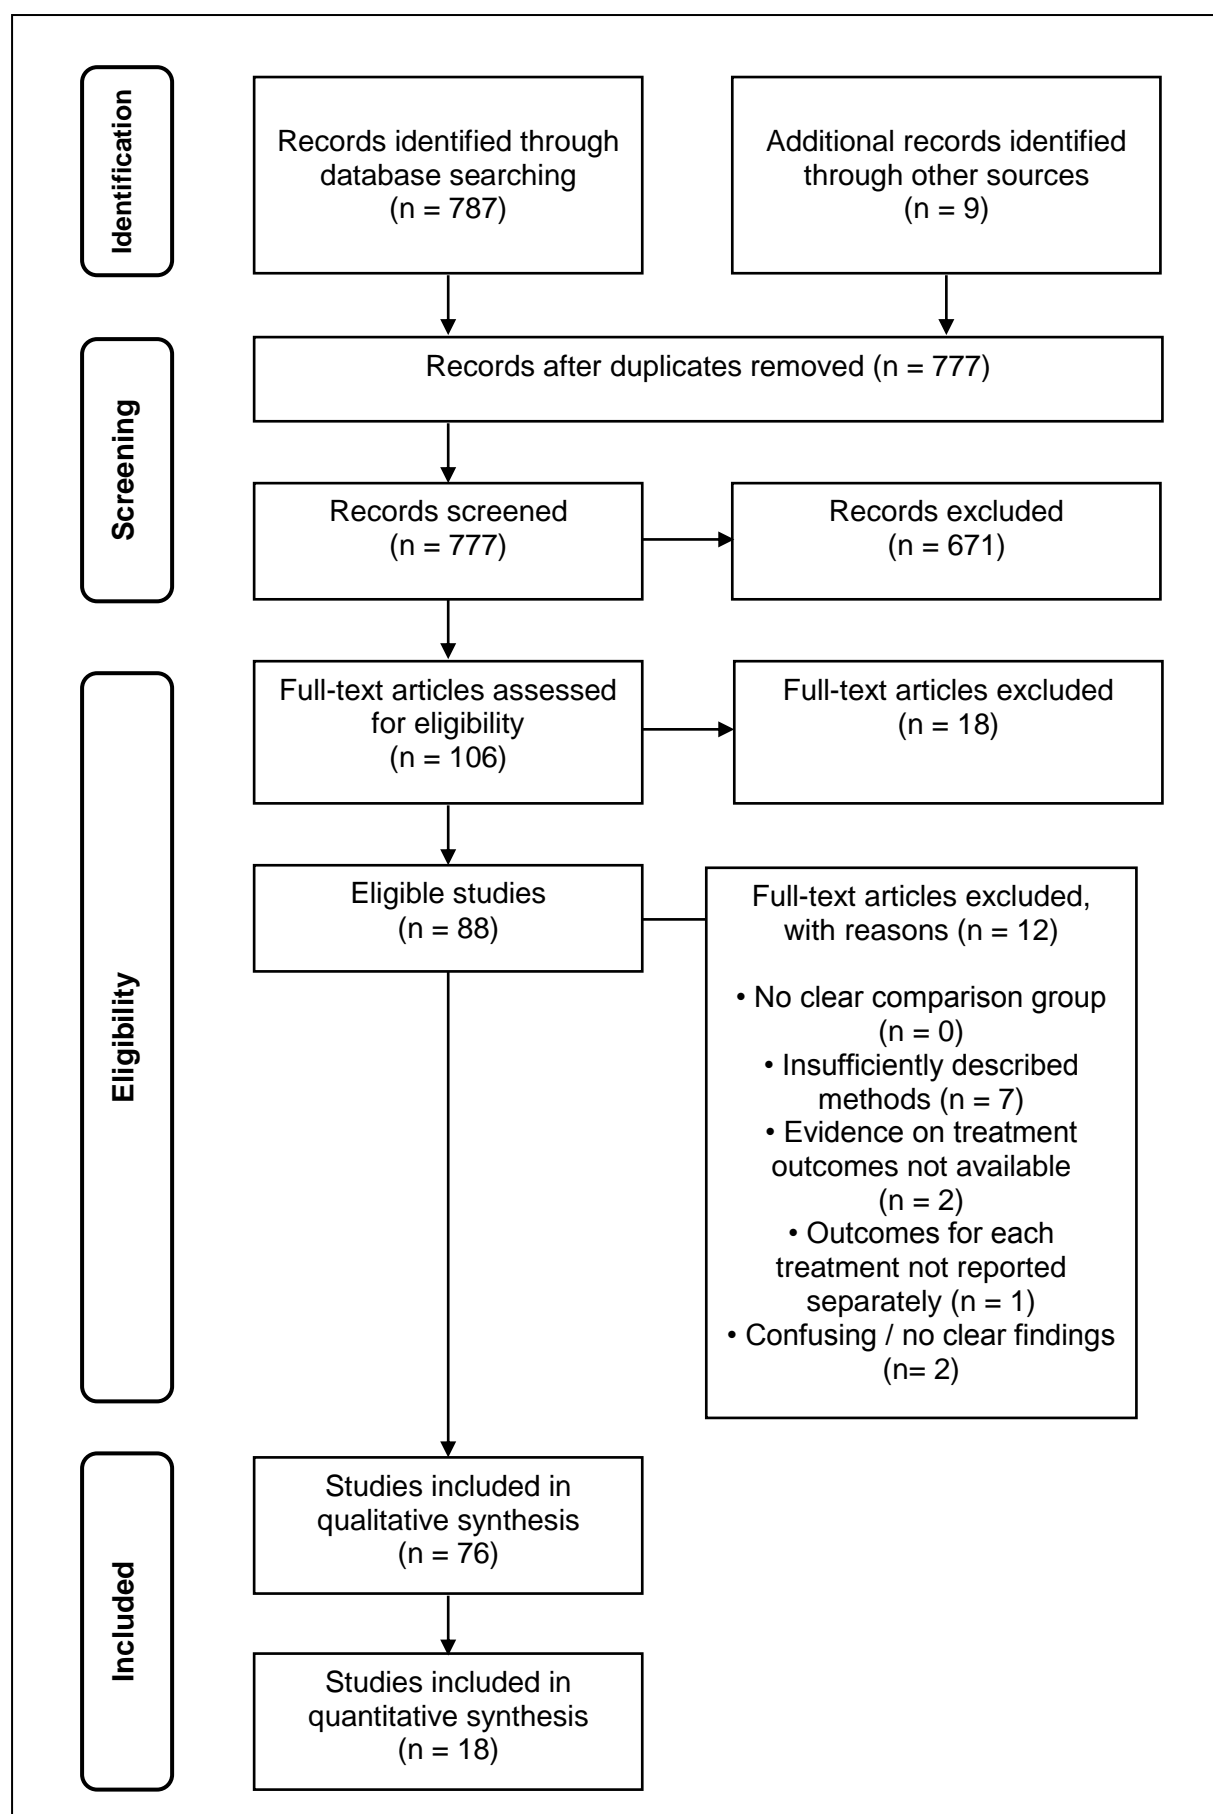 Identification
Records identified through
database searching
(n = 787)
Additional records identified
through other sources
(n = 9)
Screening
Records after duplicates removed (n = 777)
Records screened
(n = 777)
Records excluded
(n = 671)
Eligibility
Full-text articles assessed
for eligibility
(n = 106)
Full-text articles excluded
(n = 18)
Eligible studies
(n = 88)
Full-text articles excluded,
with reasons (n = 12)
• No clear comparison group
(n = 0)
• Insufficiently described
methods (n = 7)
• Evidence on treatment
outcomes not available
(n = 2)
• Outcomes for each
treatment not reported
separately (n = 1)
• Confusing / no clear findings
(n= 2)
Included
Studies included in
qualitative synthesis
(n = 76)
Studies included in
quantitative synthesis
(n = 18)